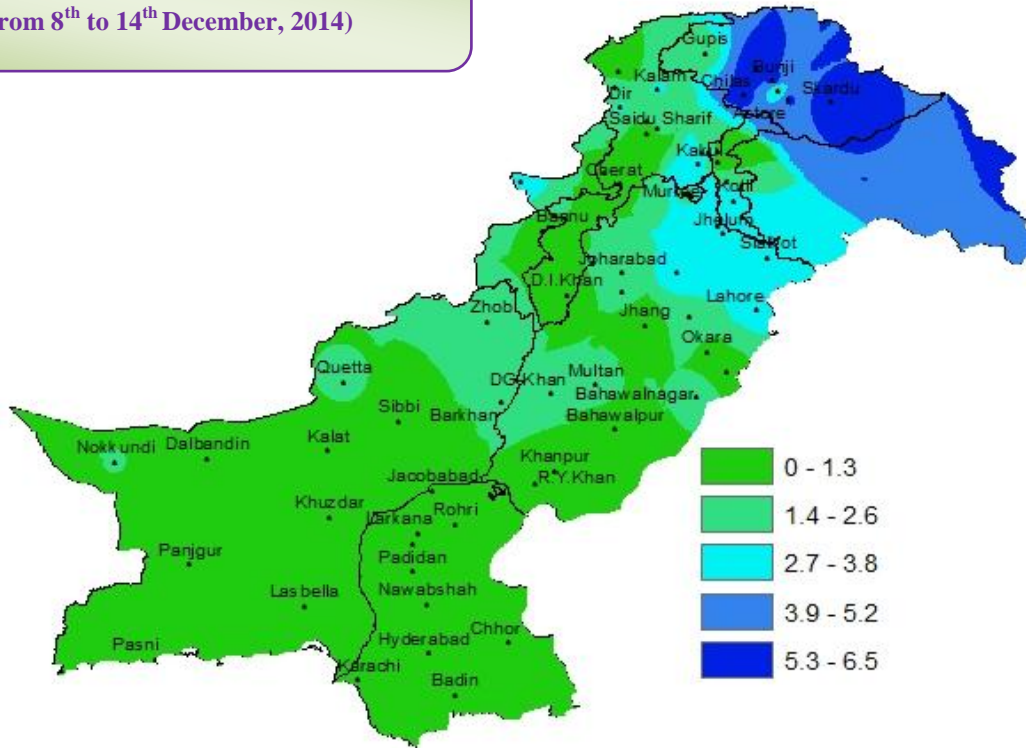 rom 8th to 14th December, 2014)
Gupis
Kalam
Chilas
Bunji
Skardu
Dir
Astore
Saidu Sharif
Kakul
Cherat
Murree
Kotli
Bannu
Jhelum
Sialkot
Joharabad
D.I.Khan
Lahore
Zhob
Jhang
Okara
Quetta
DG.Khan
Multan
Bahawalnagar
Sibbi
Barkhan
Bahawalpur
Nokkundi
Dalbandin
Kalat
Khanpur
R.Y.Khan
Jacobabad
Khuzdar
Larkana
Rohri
Panjgur
Padidan
Lasbella
Nawabshah
Chhor
Pasni
Hyderabad
Karachi
Badin
0 - 1.3
1.4 - 2.6
2.7 - 3.8
3.9 - 5.2
5.3 - 6.5